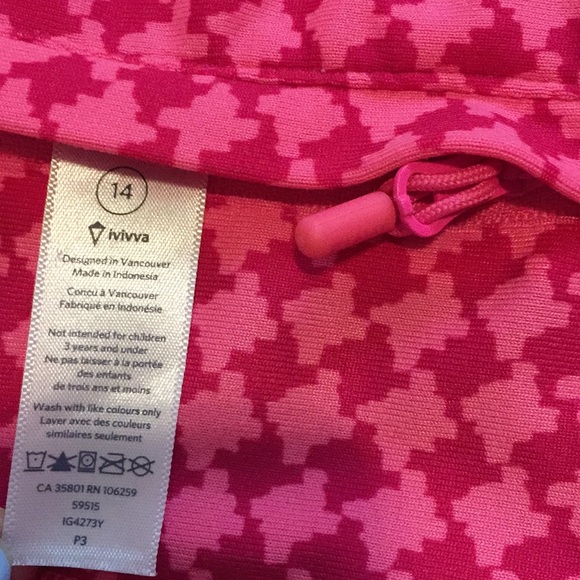 14
ivivva
Designed in Vancouver
Made in Indonesia
Conçu à Vancouver
Fabriqué en Indonésie
Not intended for children
3 years and under
Ne pas laisser à la portée
des enfants
de trois ans et moins
Wash with like colours only
Laver avec des couleurs
similaires seulement
CA 35801 RN 106259
59515
IG4273Y
P3